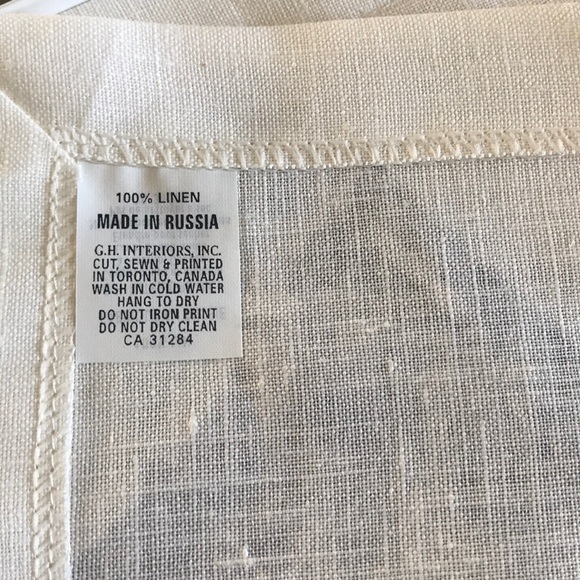 100% LINEN
MADE IN RUSSIA
G.H. INTERIORS, INC.
CUT, SEWN & PRINTED
IN TORONTO, CANADA
WASH IN COLD WATER
HANG TO DRY
DO NOT IRON PRINT
DO NOT DRY CLEAN
CA 31284